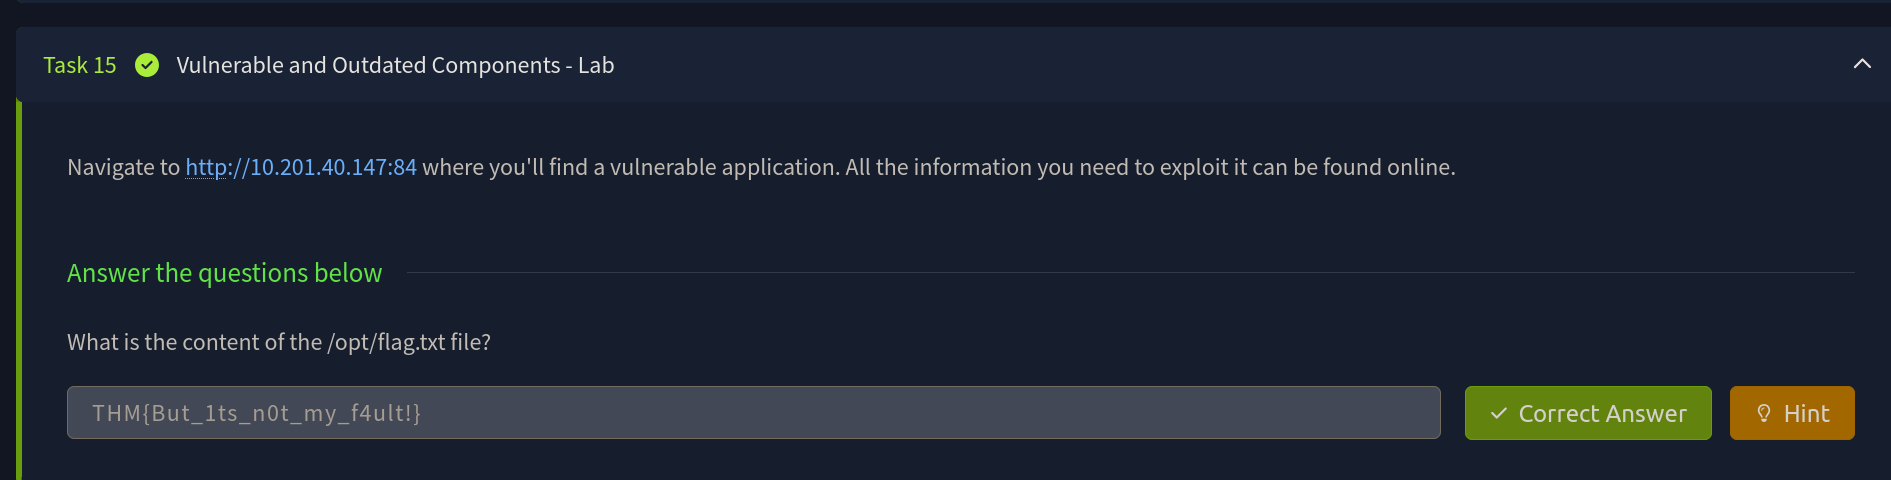 Task 15 Vulnerable and Outdated Components - Lab
Navigate to http://10.201.40.147:84 where you'll find a vulnerable application. All the information you need to exploit it can be found online.
Answer the questions below
What is the content of the /opt/flag.txt file?
THM{But_1ts_n0t_my_f4ult!} Correct Answer Hint